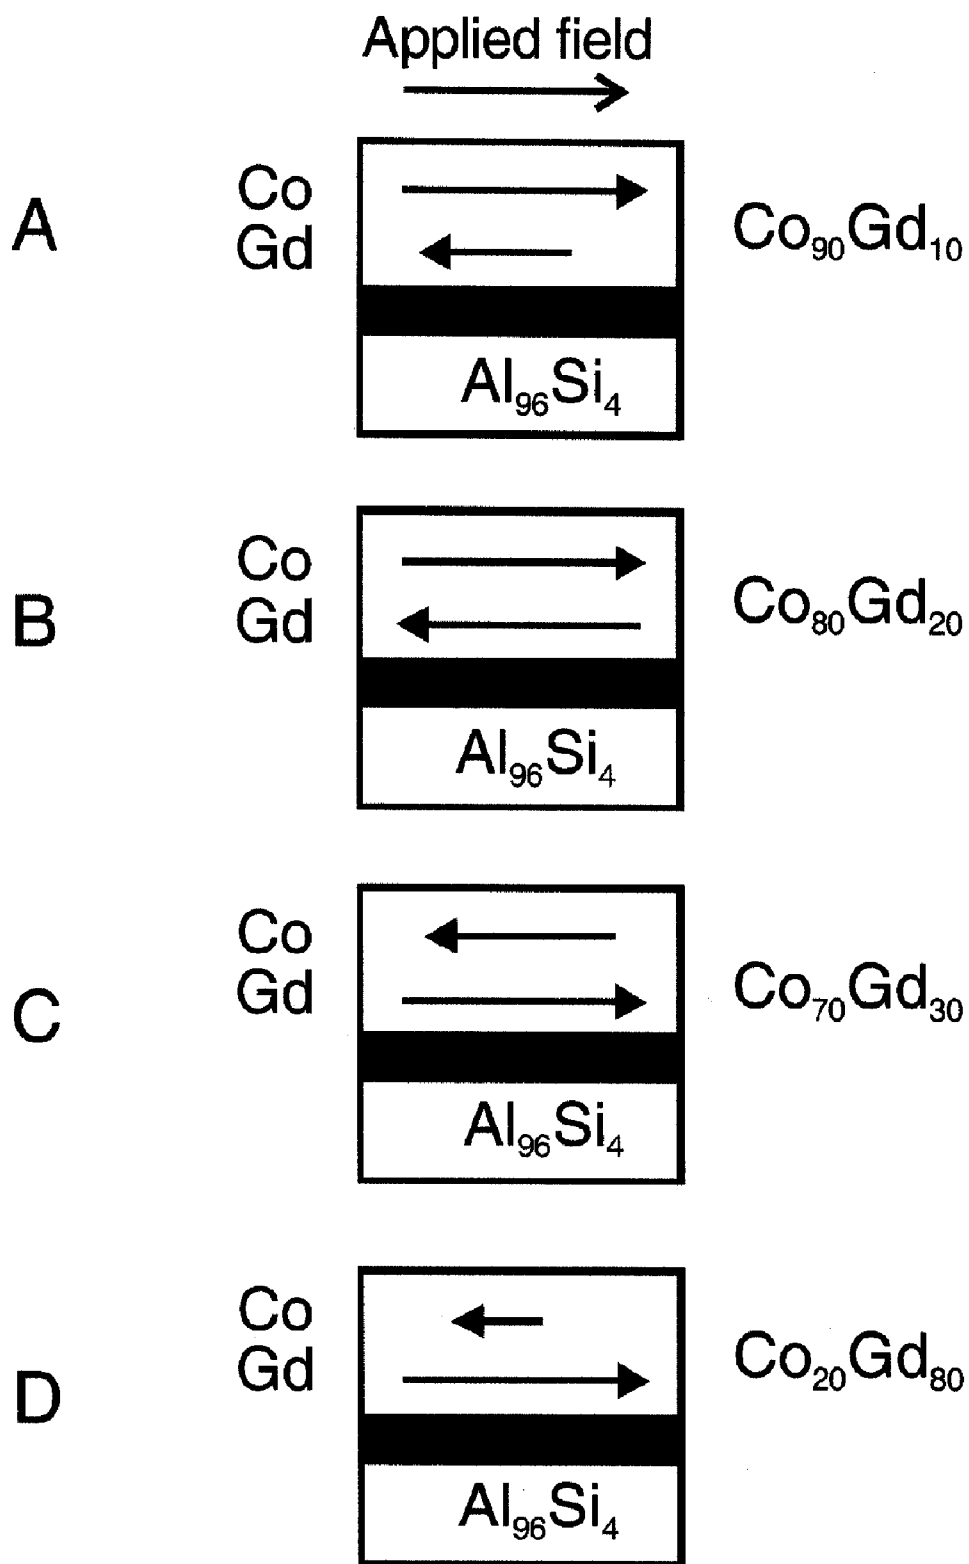 Applied field
A
Co
Gd
Co₉₀Gd₁₀
Al₉₆Si₄
B
Co
Gd
Co₈₀Gd₂₀
Al₉₆Si₄
C
Co
Gd
Co₇₀Gd₃₀
Al₉₆Si₄
D
Co
Gd
Co₂₀Gd₈₀
Al₉₆Si₄